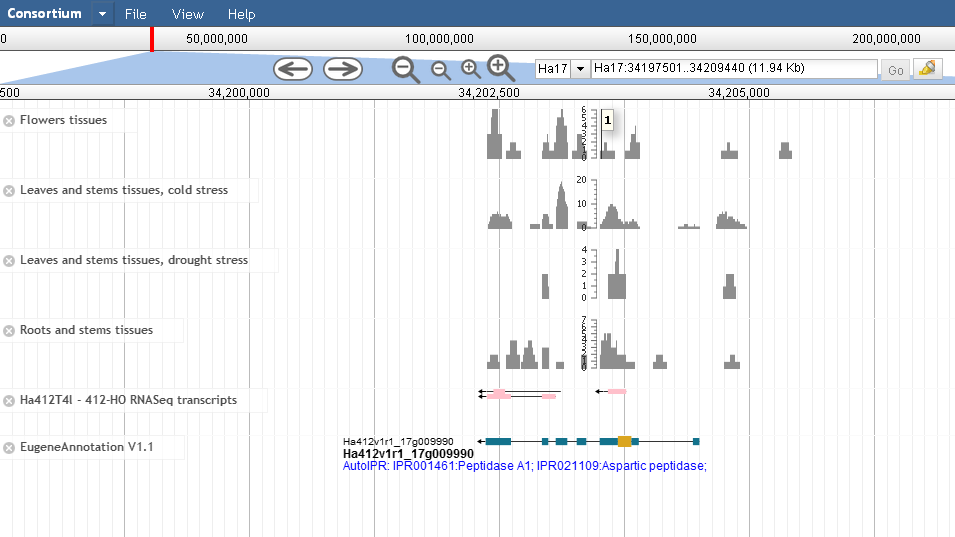 Consortium File View Help
0 50,000,000 100,000,000 150,000,000 200,000,000
Ha17 Ha17:34197501..34209440 (11.94 Kb) Go
500 34,200,000 34,202,500 34,205,000
Flowers tissues
6
5
4
3
2
1
0
1
Leaves and stems tissues, cold stress
20
10
0
Leaves and stems tissues, drought stress
4
3
2
1
0
Roots and stems tissues
7
6
5
4
3
2
1
0
Ha412T4l - 412-HO RNASeq transcripts
EugeneAnnotation V1.1
Ha412v1r1_17g009990
Ha412v1r1_17g009990
AutoIPR: IPR001461:Peptidase A1; IPR021109:Aspartic peptidase;